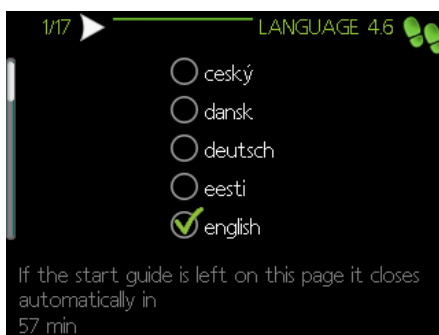 1/17 LANGUAGE 4.6
ceský
dansk
deutsch
eesti
english
If the start guide is left on this page it closes
automatically in
57 min